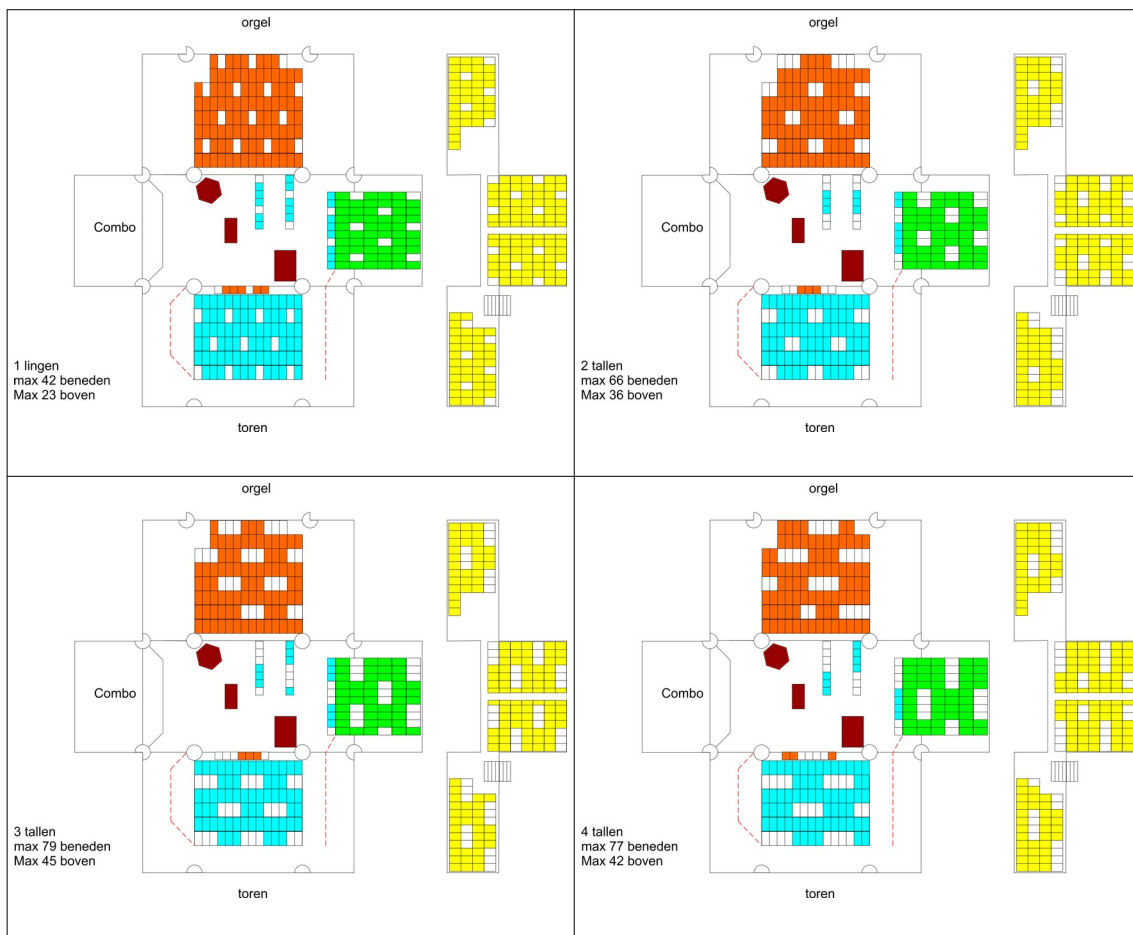 orgel
Combo
1 lingen
max 42 beneden
Max 23 boven
toren
orgel
Combo
2 tallen
max 66 beneden
Max 36 boven
toren
orgel
Combo
3 tallen
max 79 beneden
Max 45 boven
toren
orgel
Combo
4 tallen
max 77 beneden
Max 42 boven
toren